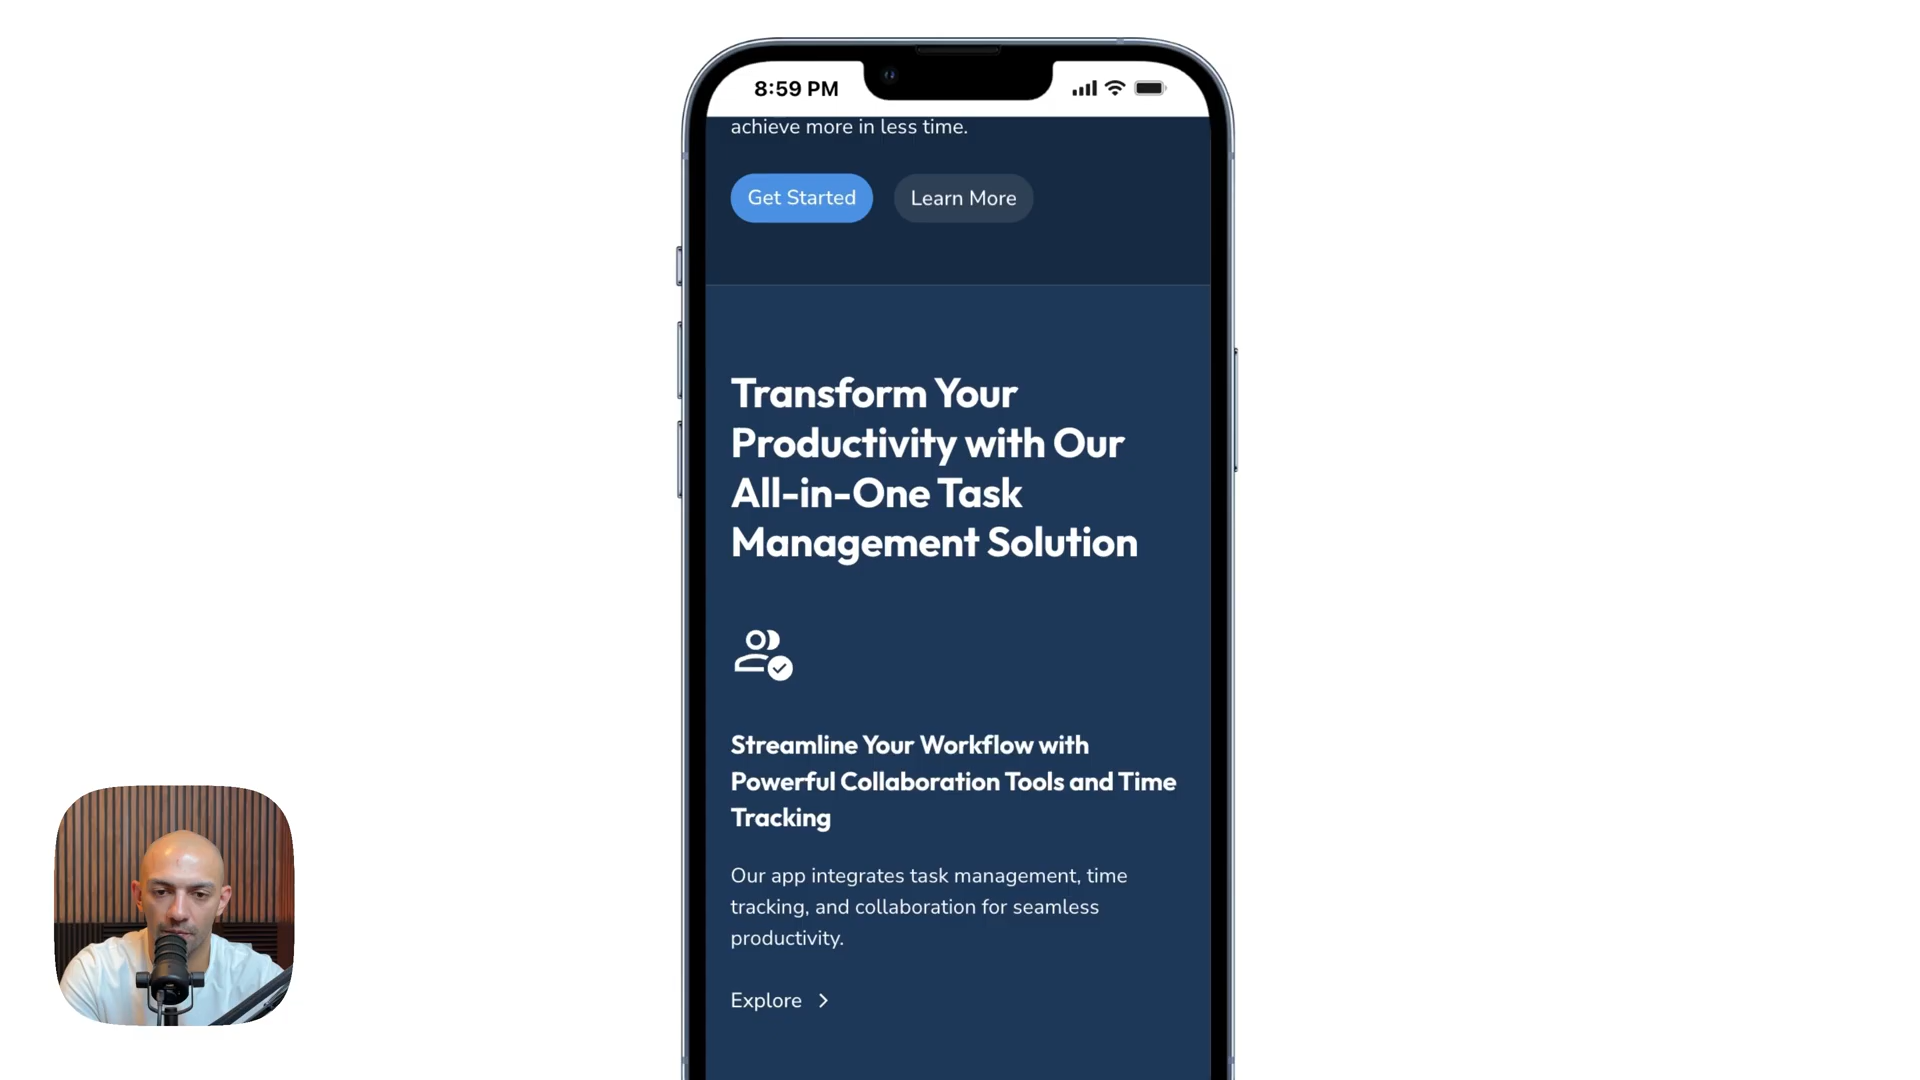 8:59 PM
achieve more in less time.
Get Started
Learn More
Transform Your
Productivity with Our
All-in-One Task
Management Solution
Streamline Your Workflow with
Powerful Collaboration Tools and Time
Tracking
Our app integrates task management, time
tracking, and collaboration for seamless
productivity.
Explore